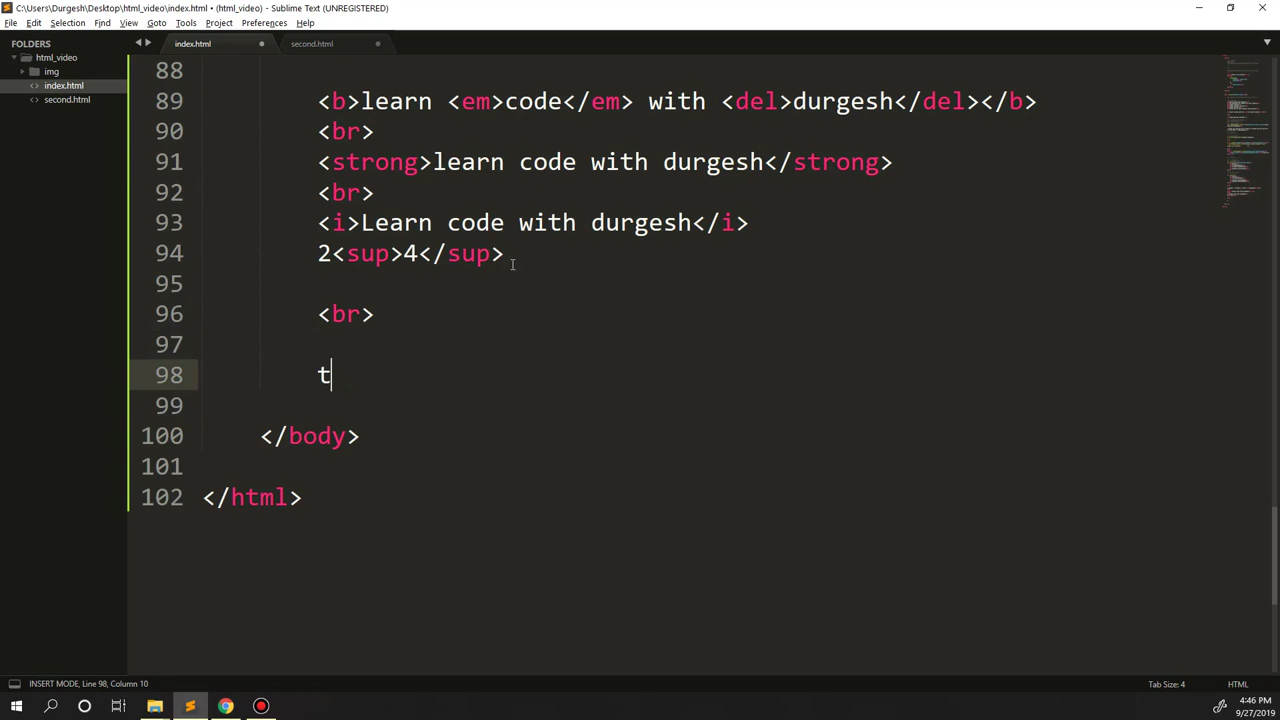 C:\Users\Durgesh\Desktop\html_video\index.html • (html_video) - Sublime Text (UNREGISTERED)
File Edit Selection Find View Goto Tools Project Preferences Help
FOLDERS
html_video
img
index.html
second.html
index.html second.html
88
89 <b>learn <em>code</em> with <del>durgesh</del></b>
90 <br>
91 <strong>learn code with durgesh</strong>
92 <br>
93 <i>Learn code with durgesh</i>
94 2<sup>4</sup>
95
96 <br>
97
98 t
99
100 </body>
101
102 </html>
INSERT MODE, Line 98, Column 10 Tab Size: 4 HTML
4:46 PM
9/27/2019